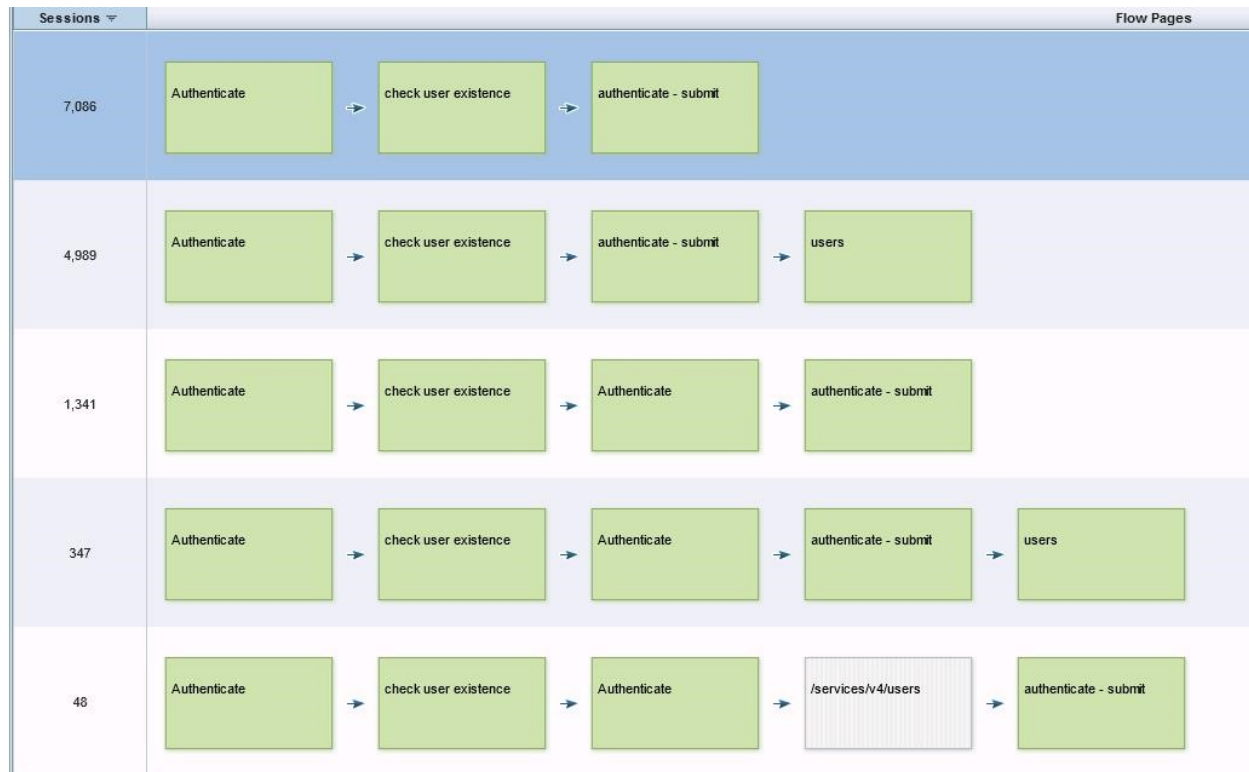 Sessions
Flow Pages
7,086
Authenticate
check user existence
authenticate - submit
4,989
Authenticate
check user existence
authenticate - submit
users
1,341
Authenticate
check user existence
Authenticate
authenticate - submit
347
Authenticate
check user existence
Authenticate
authenticate - submit
users
48
Authenticate
check user existence
Authenticate
/services/v4/users
authenticate - submit